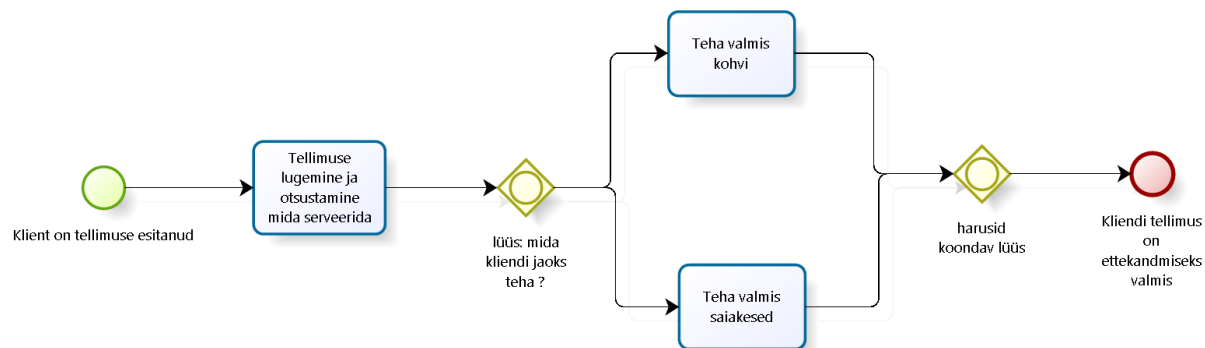 Klient on tellimuse esitanud
Tellimuse
lugemine ja
otsustamine
mida serveerida
lüüs: mida
kliendi jaoks
teha ?
Teha valmis
kohvi
Teha valmis
saiakesed
harusid
koondav lüüs
Kliendi tellimus
on
ettekandmiseks
valmis